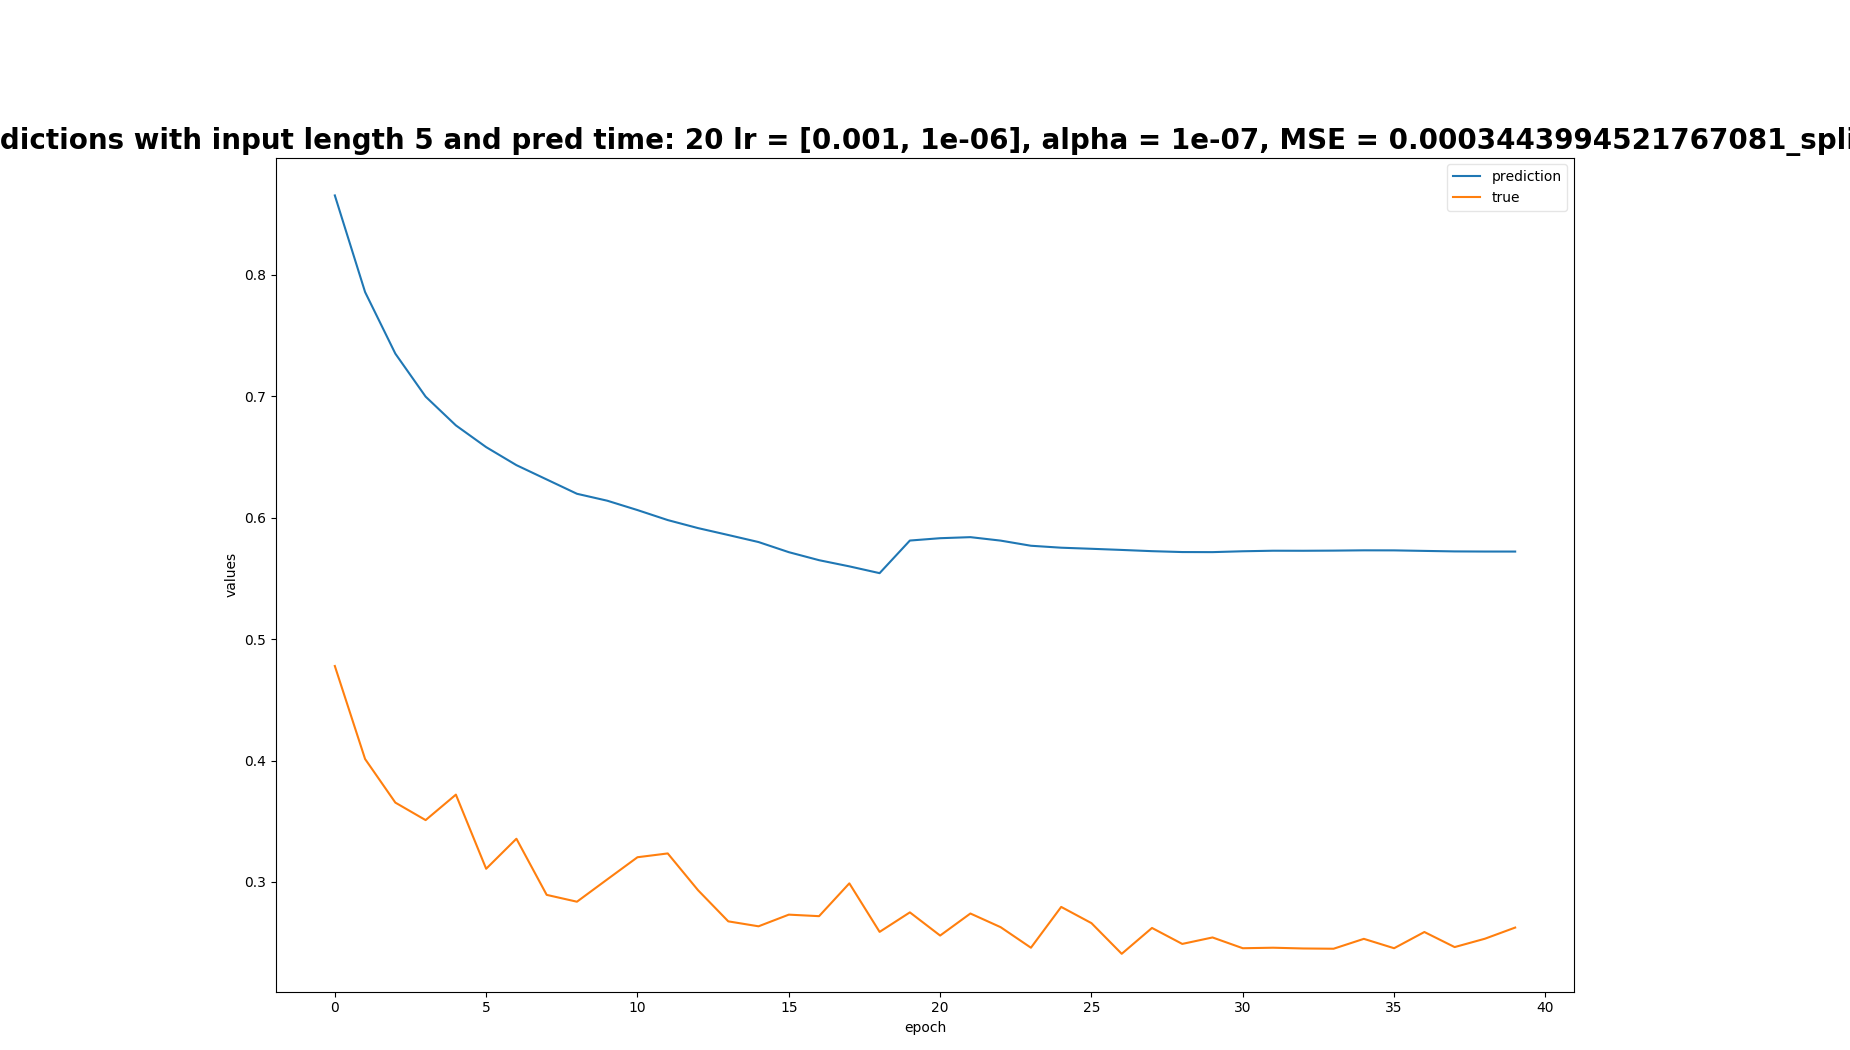 dictions with input length 5 and pred time: 20 lr = [0.001, 1e-06], alpha = 1e-07, MSE = 0.0003443994521767081_spli
prediction
true
0.8
0.7
0.6
0.5
0.4
0.3
values
0 5 10 15 20 25 30 35 40
epoch